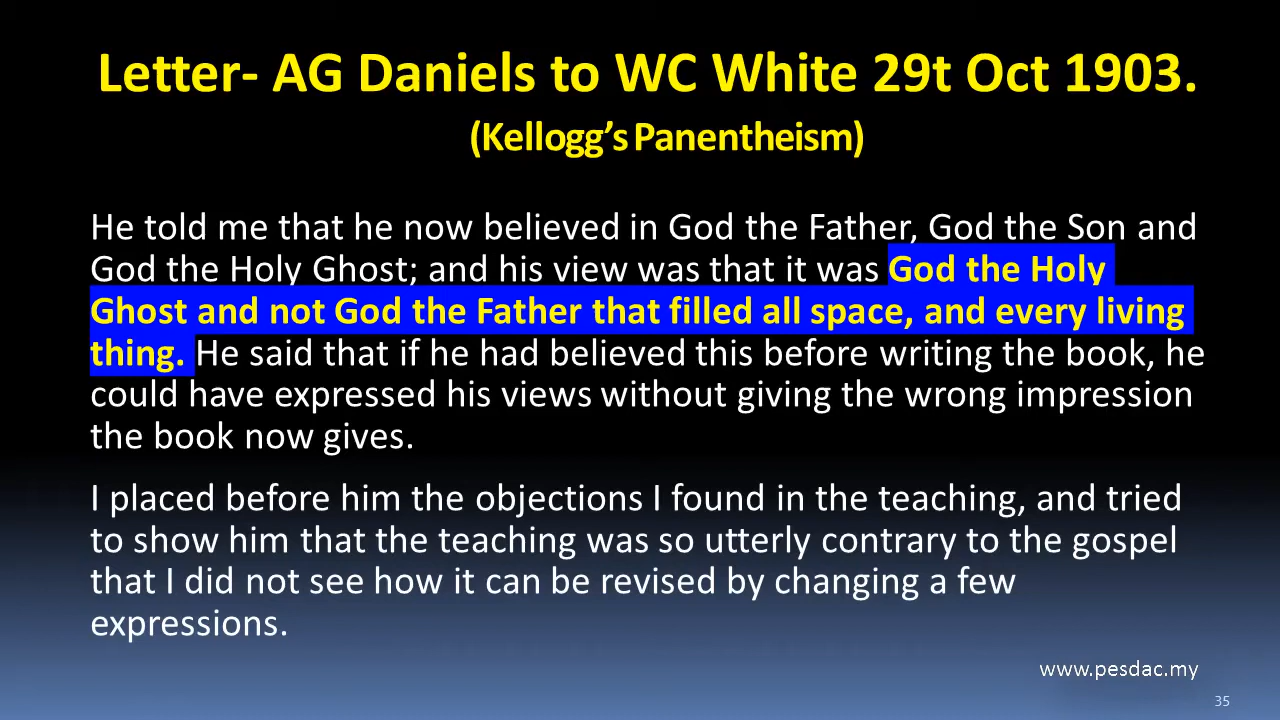 Letter- AG Daniels to WC White 29t Oct 1903.
(Kellogg's Panentheism)
He told me that he now believed in God the Father, God the Son and
God the Holy Ghost; and his view was that it was God the Holy
Ghost and not God the Father that filled all space, and every living
thing. He said that if he had believed this before writing the book, he
could have expressed his views without giving the wrong impression
the book now gives.
I placed before him the objections I found in the teaching, and tried
to show him that the teaching was so utterly contrary to the gospel
that I did not see how it can be revised by changing a few
expressions.
www.pesdac.my
35